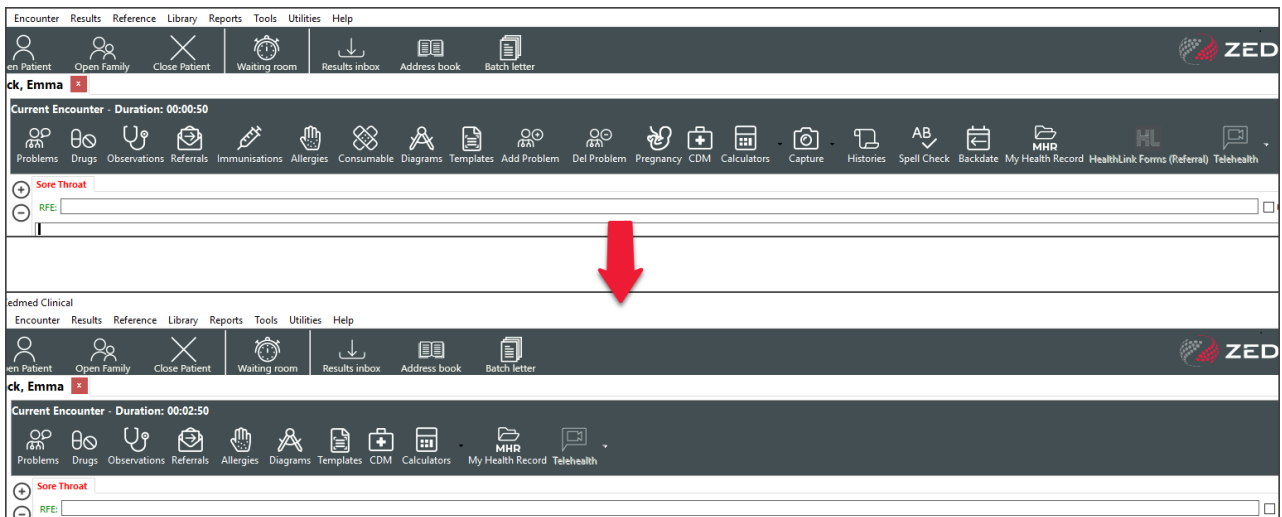 Encounter Results Reference Library Reports Tools Utilities Help
en Patient Open Family Close Patient Waiting room Results inbox Address book Batch letter ZED
ck, Emma x
Current Encounter - Duration: 00:00:50
Problems Drugs Observations Referrals Immunisations Allergies Consumable Diagrams Templates Add Problem Del Problem Pregnancy CDM Calculators Capture Histories AB Spell Check Backdate MHR My Health Record HL HealthLink Forms (Referral) Telehealth
Sore Throat
RFE:
edmed Clinical
Encounter Results Reference Library Reports Tools Utilities Help
en Patient Open Family Close Patient Waiting room Results inbox Address book Batch letter ZED
ck, Emma x
Current Encounter - Duration: 00:02:50
Problems Drugs Observations Referrals Allergies Diagrams Templates CDM Calculators MHR My Health Record Telehealth
Sore Throat
RFE: